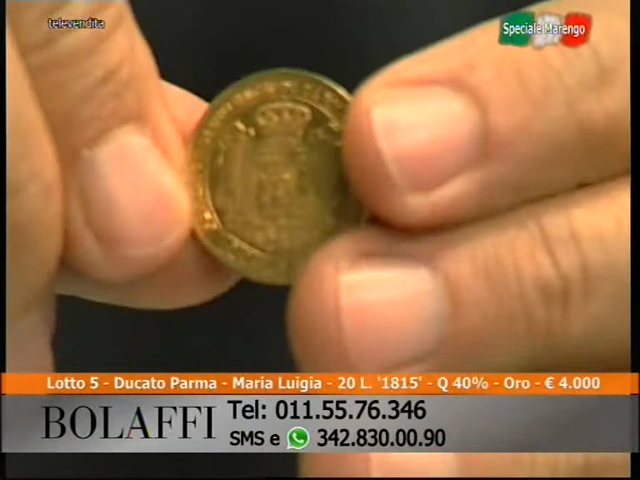 televendita
Speciale Marengo
Lotto 5 - Ducato Parma - Maria Luigia - 20 L. '1815' - Q 40% - Oro - € 4.000
BOLAFFI
Tel: 011.55.76.346
SMS e 342.830.00.90